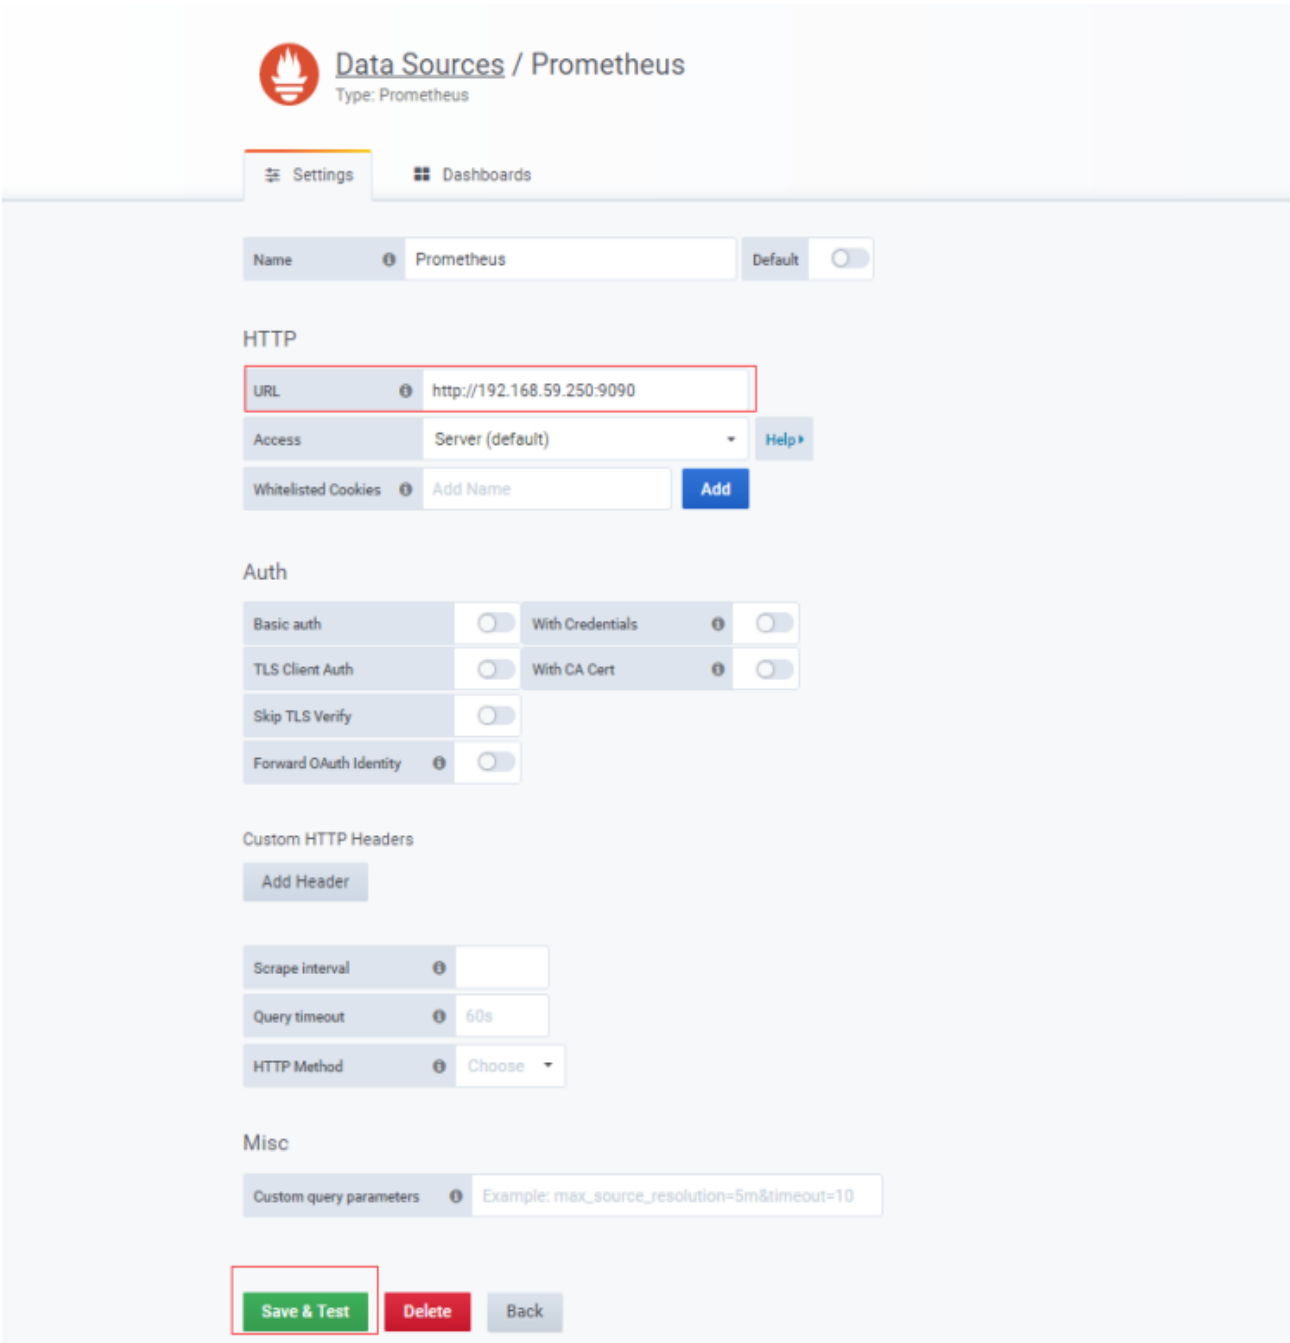 Data Sources / Prometheus
Type: Prometheus
Settings Dashboards
Name Prometheus Default
HTTP
URL http://192.168.59.250:9090
Access Server (default) Help
Whitelisted Cookies Add Name Add
Auth
Basic auth With Credentials
TLS Client Auth With CA Cert
Skip TLS Verify
Forward OAuth Identity
Custom HTTP Headers
Add Header
Scrape interval
Query timeout 60s
HTTP Method Choose
Misc
Custom query parameters Example: max_source_resolution=5m&timeout=10
Save & Test Delete Back